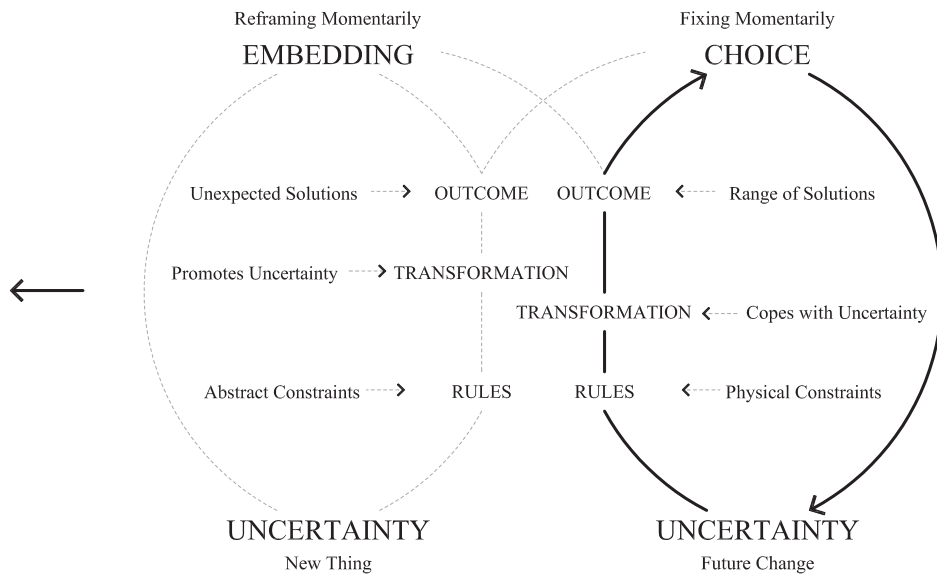 Reframing Momentarily
EMBEDDING
Fixing Momentarily
CHOICE
Unexpected Solutions
OUTCOME
OUTCOME
Range of Solutions
Promotes Uncertainty
TRANSFORMATION
TRANSFORMATION
Copes with Uncertainty
Abstract Constraints
RULES
RULES
Physical Constraints
UNCERTAINTY
New Thing
UNCERTAINTY
Future Change